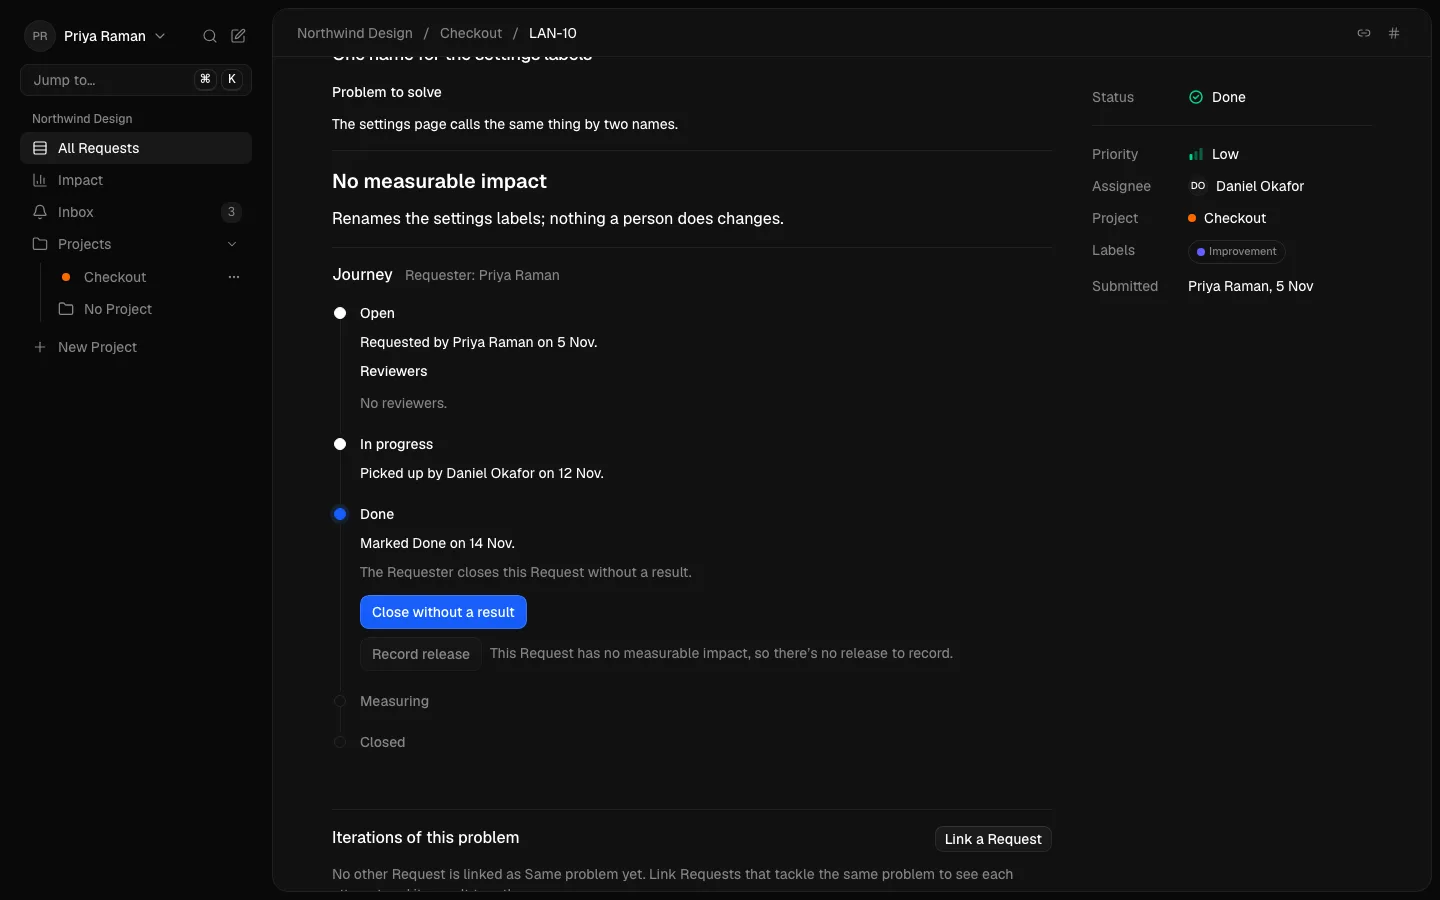 PR Priya Raman
Jump to... ⌘ K
Northwind Design
All Requests
Impact
Inbox 3
Projects
Checkout
No Project
New Project
Northwind Design / Checkout / LAN-10
One name for the settings labels
Problem to solve
The settings page calls the same thing by two names.
No measurable impact
Renames the settings labels; nothing a person does changes.
Journey Requester: Priya Raman
Open
Requested by Priya Raman on 5 Nov.
Reviewers
No reviewers.
In progress
Picked up by Daniel Okafor on 12 Nov.
Done
Marked Done on 14 Nov.
The Requester closes this Request without a result.
Close without a result
Record release This Request has no measurable impact, so there’s no release to record.
Measuring
Closed
Iterations of this problem Link a Request
No other Request is linked as Same problem yet. Link Requests that tackle the same problem to see each
Status Done
Priority Low
Assignee DO Daniel Okafor
Project Checkout
Labels Improvement
Submitted Priya Raman, 5 Nov